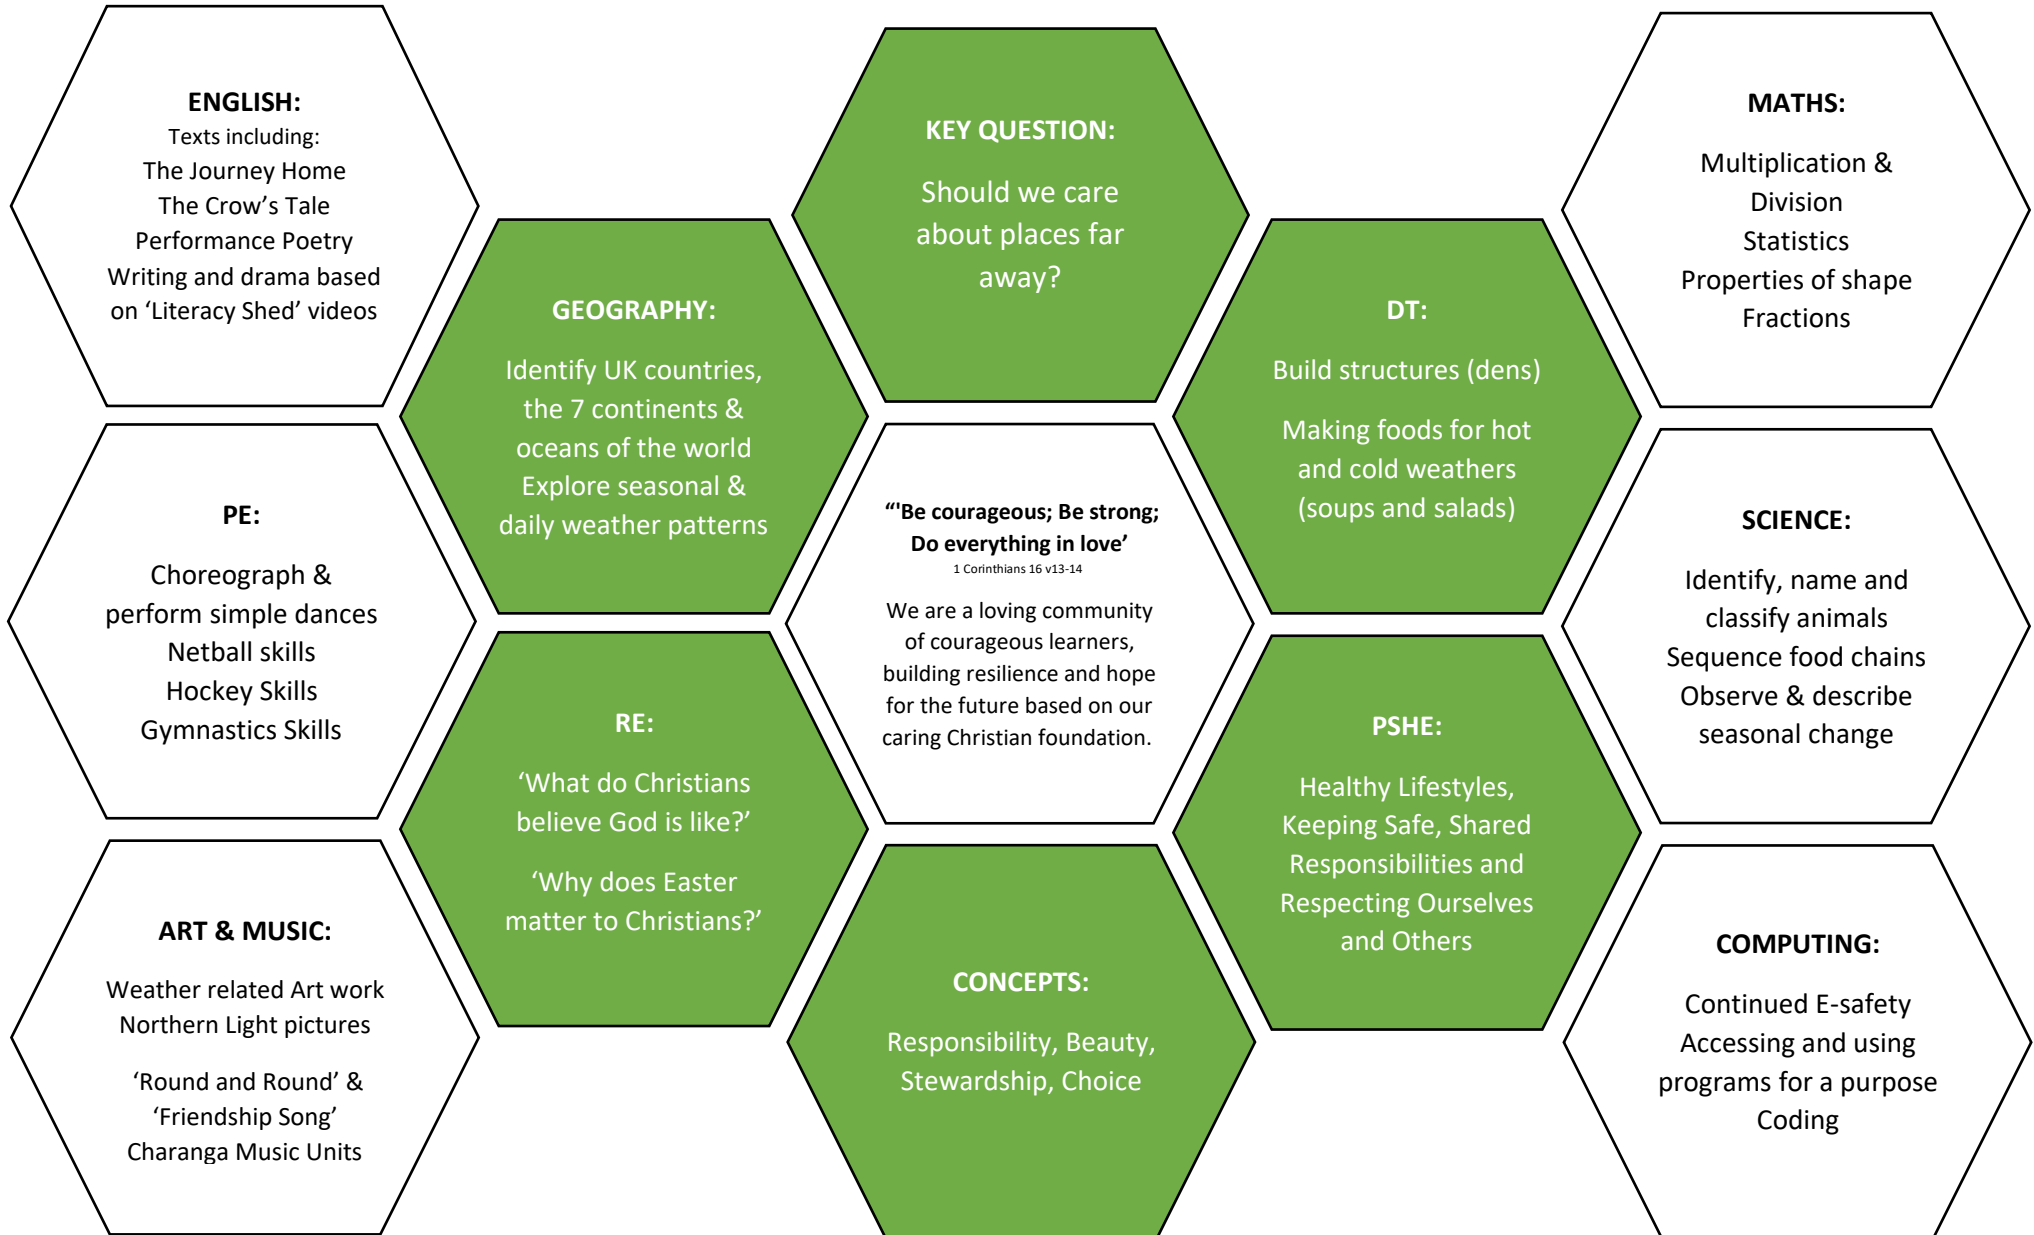 ENGLISH:
Texts including:
The Journey Home
The Crow’s Tale
Performance Poetry
Writing and drama based
on ‘Literacy Shed’ videos
PE:
Choreograph &
perform simple dances
Netball skills
Hockey Skills
Gymnastics Skills
ART & MUSIC:
Weather related Art work
Northern Light pictures
‘Round and Round’ &
‘Friendship Song’
Charanga Music Units
GEOGRAPHY:
Identify UK countries,
the 7 continents &
oceans of the world
Explore seasonal &
daily weather patterns
RE:
‘What do Christians
believe God is like?’
‘Why does Easter
matter to Christians?’
KEY QUESTION:
Should we care
about places far
away?
“'Be courageous; Be strong;
Do everything in love’
1 Corinthians 16 v13-14
We are a loving community
of courageous learners,
building resilience and hope
for the future based on our
caring Christian foundation.
CONCEPTS:
Responsibility, Beauty,
Stewardship, Choice
DT:
Build structures (dens)
Making foods for hot
and cold weathers
(soups and salads)
PSHE:
Healthy Lifestyles,
Keeping Safe, Shared
Responsibilities and
Respecting Ourselves
and Others
MATHS:
Multiplication &
Division
Statistics
Properties of shape
Fractions
SCIENCE:
Identify, name and
classify animals
Sequence food chains
Observe & describe
seasonal change
COMPUTING:
Continued E-safety
Accessing and using
programs for a purpose
Coding